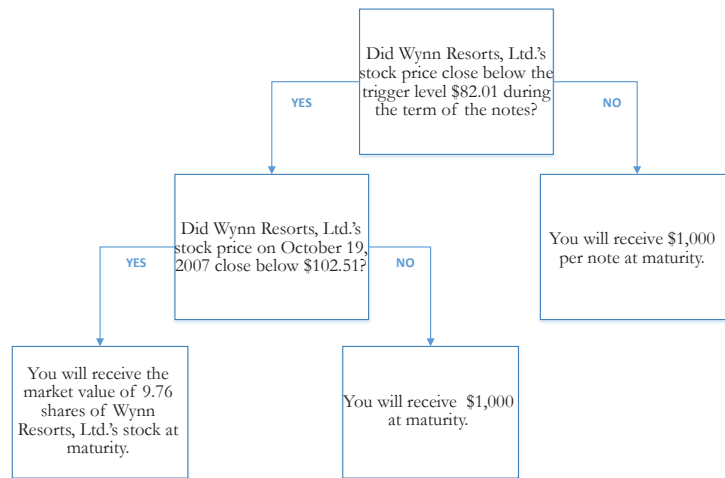 Did Wynn Resorts, Ltd.'s
stock price close below the
trigger level $82.01 during
the term of the notes?
YES
NO
Did Wynn Resorts, Ltd.'s
stock price on October 19,
2007 close below $102.51?
You will receive $1,000
per note at maturity.
YES
NO
You will receive the
market value of 9.76
shares of Wynn
Resorts, Ltd.'s stock at
maturity.
You will receive $1,000
at maturity.